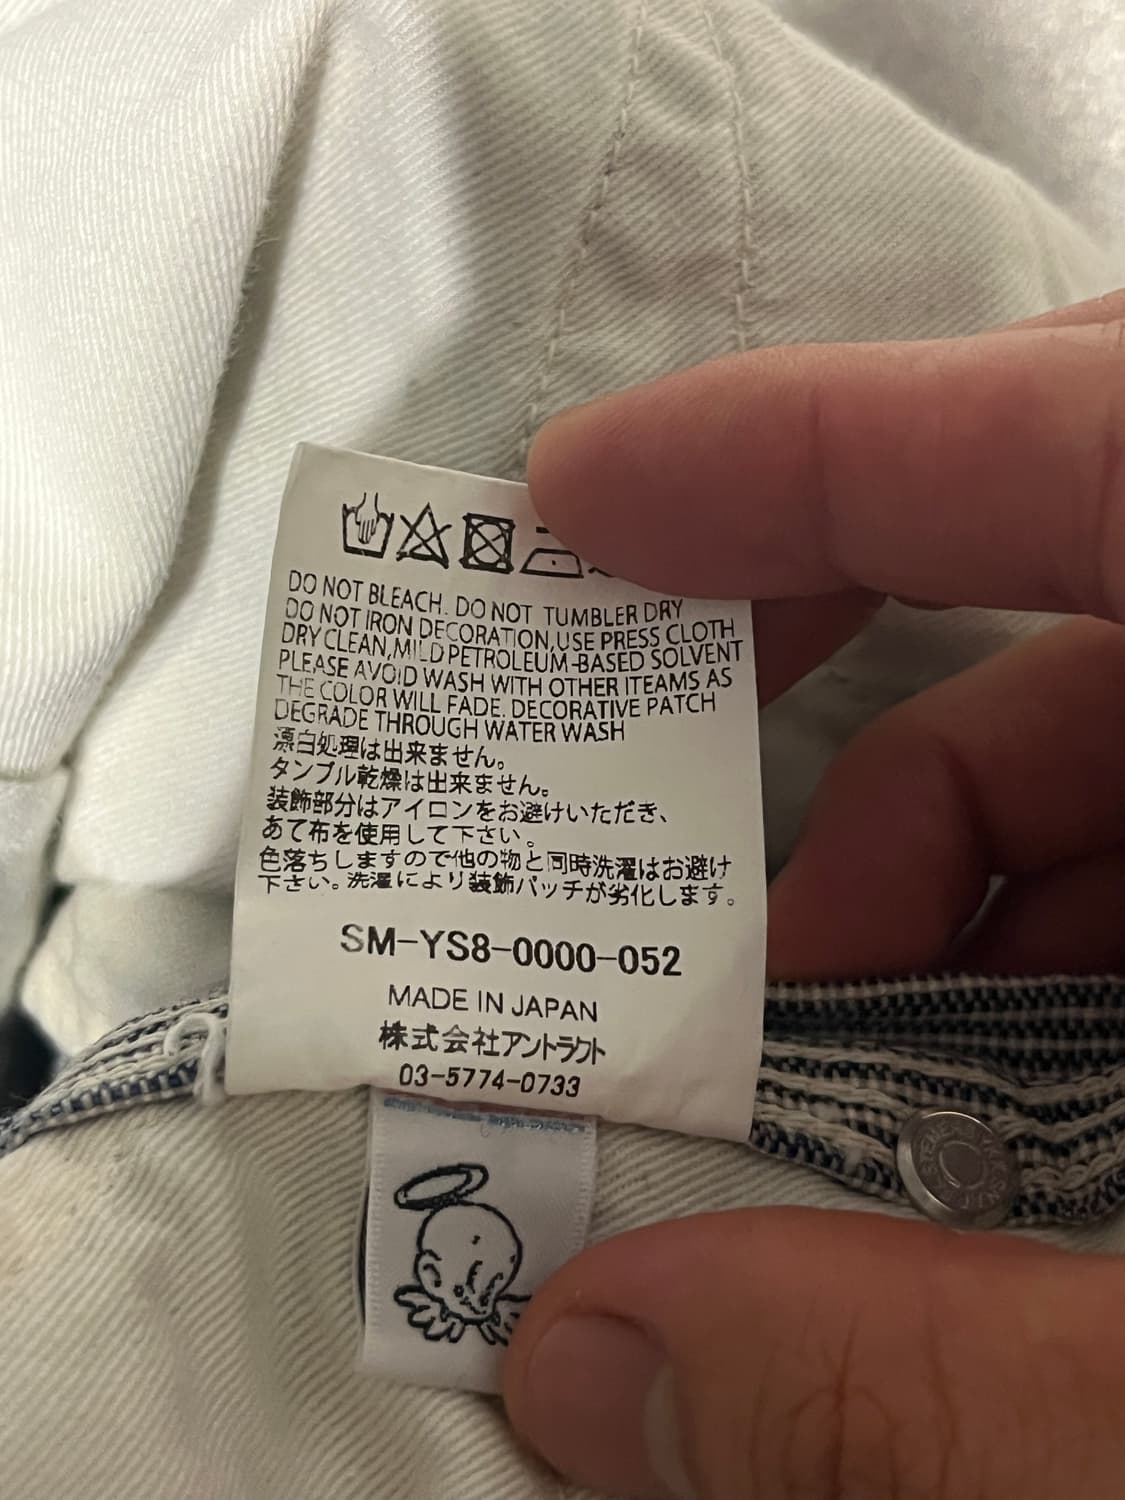 DO NOT BLEACH. DO NOT TUMBLER DRY
DO NOT IRON DECORATION,USE PRESS CLOTH
DRY CLEAN,MILD PETROLEUM-BASED SOLVENT
PLEASE AVOID WASH WITH OTHER ITEAMS AS
THE COLOR WILL FADE. DECORATIVE PATCH
DEGRADE THROUGH WATER WASH
漂白処理は出来ません。
タンブル乾燥は出来ません。
装飾部分はアイロンをお避けいただき、
あて布を使用して下さい。
色落ちしますので他の物と同時洗濯はお避け
下さい。洗濯により装飾パッチが劣化します。
SM-YS8-0000-052
MADE IN JAPAN
株式会社アントラクト
03-5774-0733